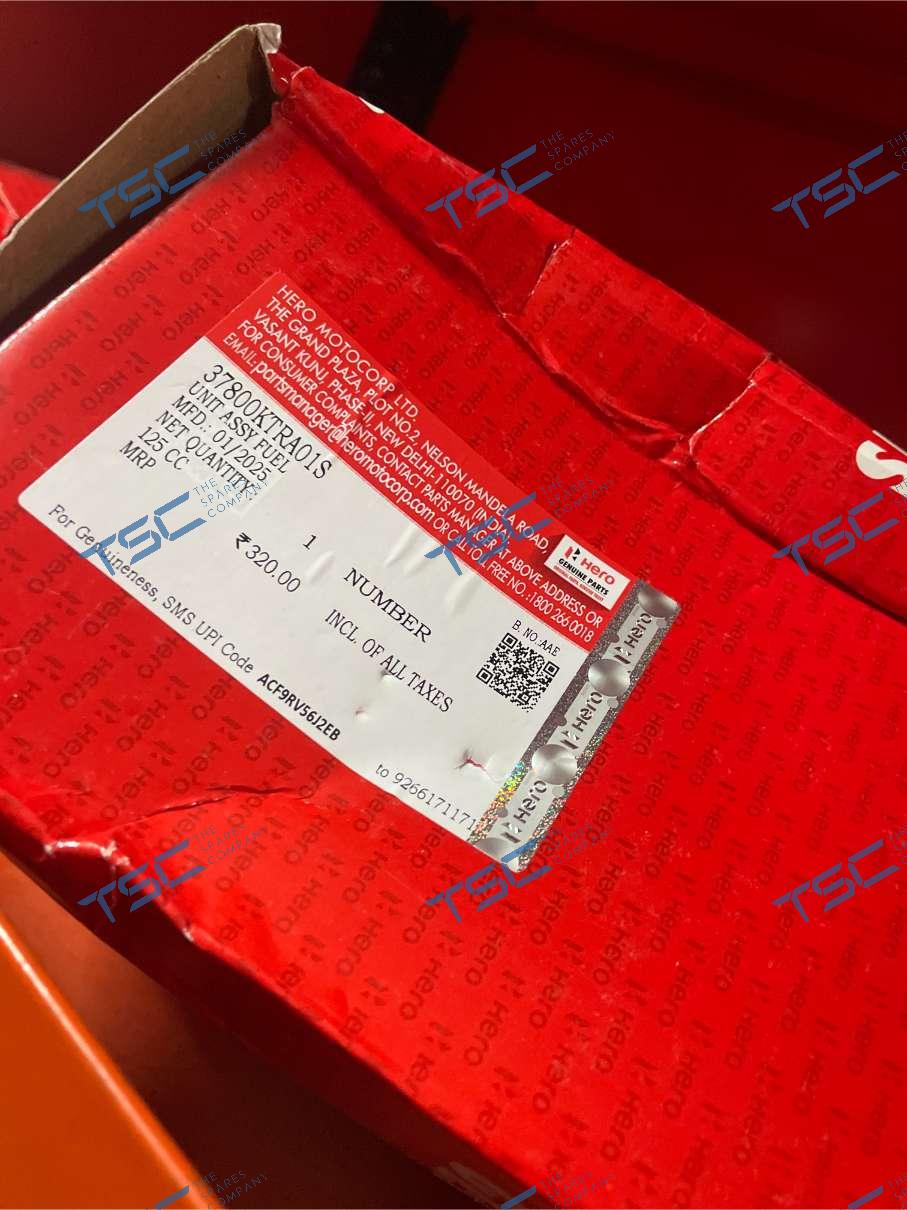 HERO MOTOCORP LTD.
THE GRAND PLAZA, PLOT NO.2, NELSON MANDELA ROAD,
VASANT KUNJ, PHASE-II, NEW DELHI-110070 (INDIA)
FOR CONSUMER COMPLAINTS, CONTACT PARTS MANAGER AT ABOVE ADDRESS OR
EMAIL:partsmanager@heromotocorp.com OR CALL TOLL FREE NO.:1800 266 0018
Hero
GENUINE PARTS
37800KTRA01S
UNIT ASSY FUEL
MFD.: 01/2025
NET QUANTITY: 1 NUMBER
125 CC
MRP ₹320.00 INCL. OF ALL TAXES
B. NO.:AAE
For Genuineness, SMS UPI Code ACF9RV56J2EB to 9266171171
Hero
Hero
Hero
TSC THE SPARES COMPANY